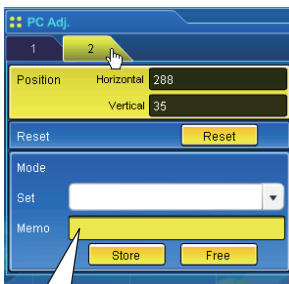 PC Adj.
1 2
Position Horizontal 288
Vertical 35
Reset Reset
Mode
Set
Memo
Store Free